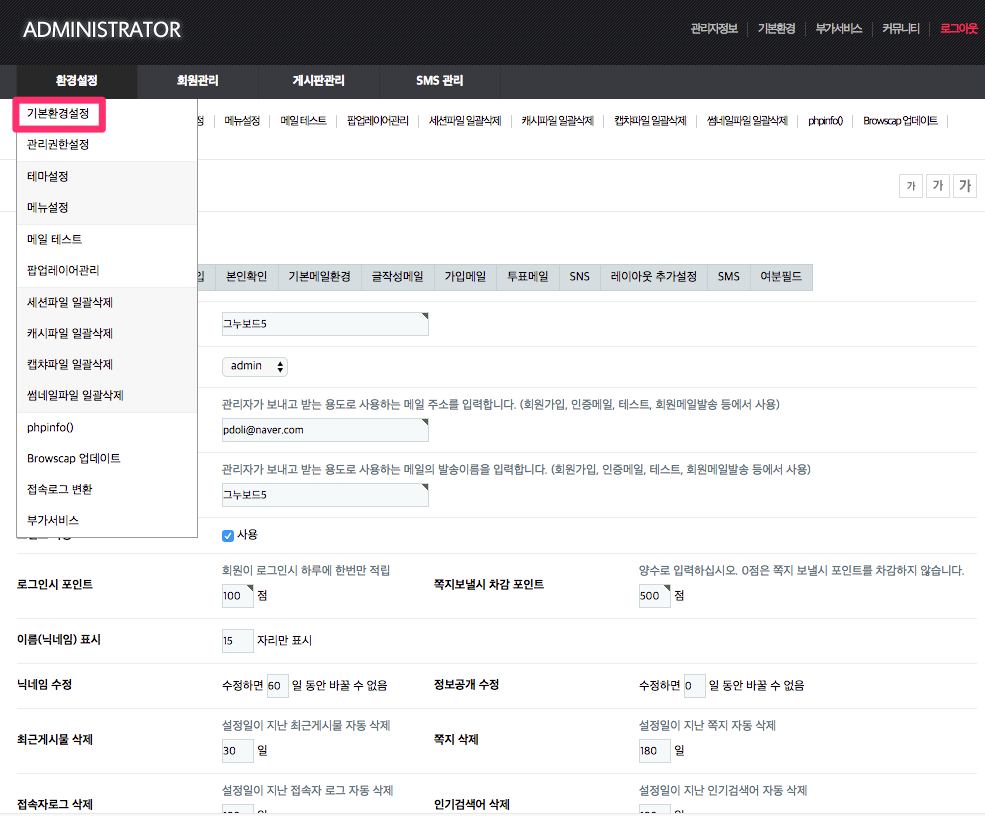 ADMINISTRATOR
관리자정보 기본환경 부가서비스 커뮤니티 로그아웃
환경설정 회원관리 게시판관리 SMS 관리
기본환경설정
정 메뉴설정 메일 테스트 팝업레이어관리 세션파일 일괄삭제 캐시파일 일괄삭제 캡챠파일 일괄삭제 썸네일파일 일괄삭제 phpinfo() Browscap 업데이트
관리권한설정
테마설정
가 가 가
메뉴설정
메일 테스트
팝업레이어관리
입 본인확인 기본메일환경 글작성메일 가입메일 투표메일 SNS 레이아웃 추가설정 SMS 여분필드
세션파일 일괄삭제
그누보드5
캐시파일 일괄삭제
캡챠파일 일괄삭제
admin
썸네일파일 일괄삭제
관리자가 보내고 받는 용도로 사용하는 메일 주소를 입력합니다. (회원가입, 인증메일, 테스트, 회원메일발송 등에서 사용)
phpinfo()
pdoli@naver.com
Browscap 업데이트
관리자가 보내고 받는 용도로 사용하는 메일의 발송이름을 입력합니다. (회원가입, 인증메일, 테스트, 회원메일발송 등에서 사용)
접속로그 변환
그누보드5
부가서비스
사용
로그인시 포인트 회원이 로그인시 하루에 한번만 적립
100 점
쪽지보낼시 차감 포인트 양수로 입력하십시오. 0점은 쪽지 보낼시 포인트를 차감하지 않습니다.
500 점
이름(닉네임) 표시 15 자리만 표시
닉네임 수정 수정하면 60 일 동안 바꿀 수 없음 정보공개 수정 수정하면 0 일 동안 바꿀 수 없음
최근게시물 삭제 설정일이 지난 최근게시물 자동 삭제
30 일
쪽지 삭제 설정일이 지난 쪽지 자동 삭제
180 일
접속자로그 삭제 설정일이 지난 접속자 로그 자동 삭제
인기검색어 삭제 설정일이 지난 인기검색어 자동 삭제